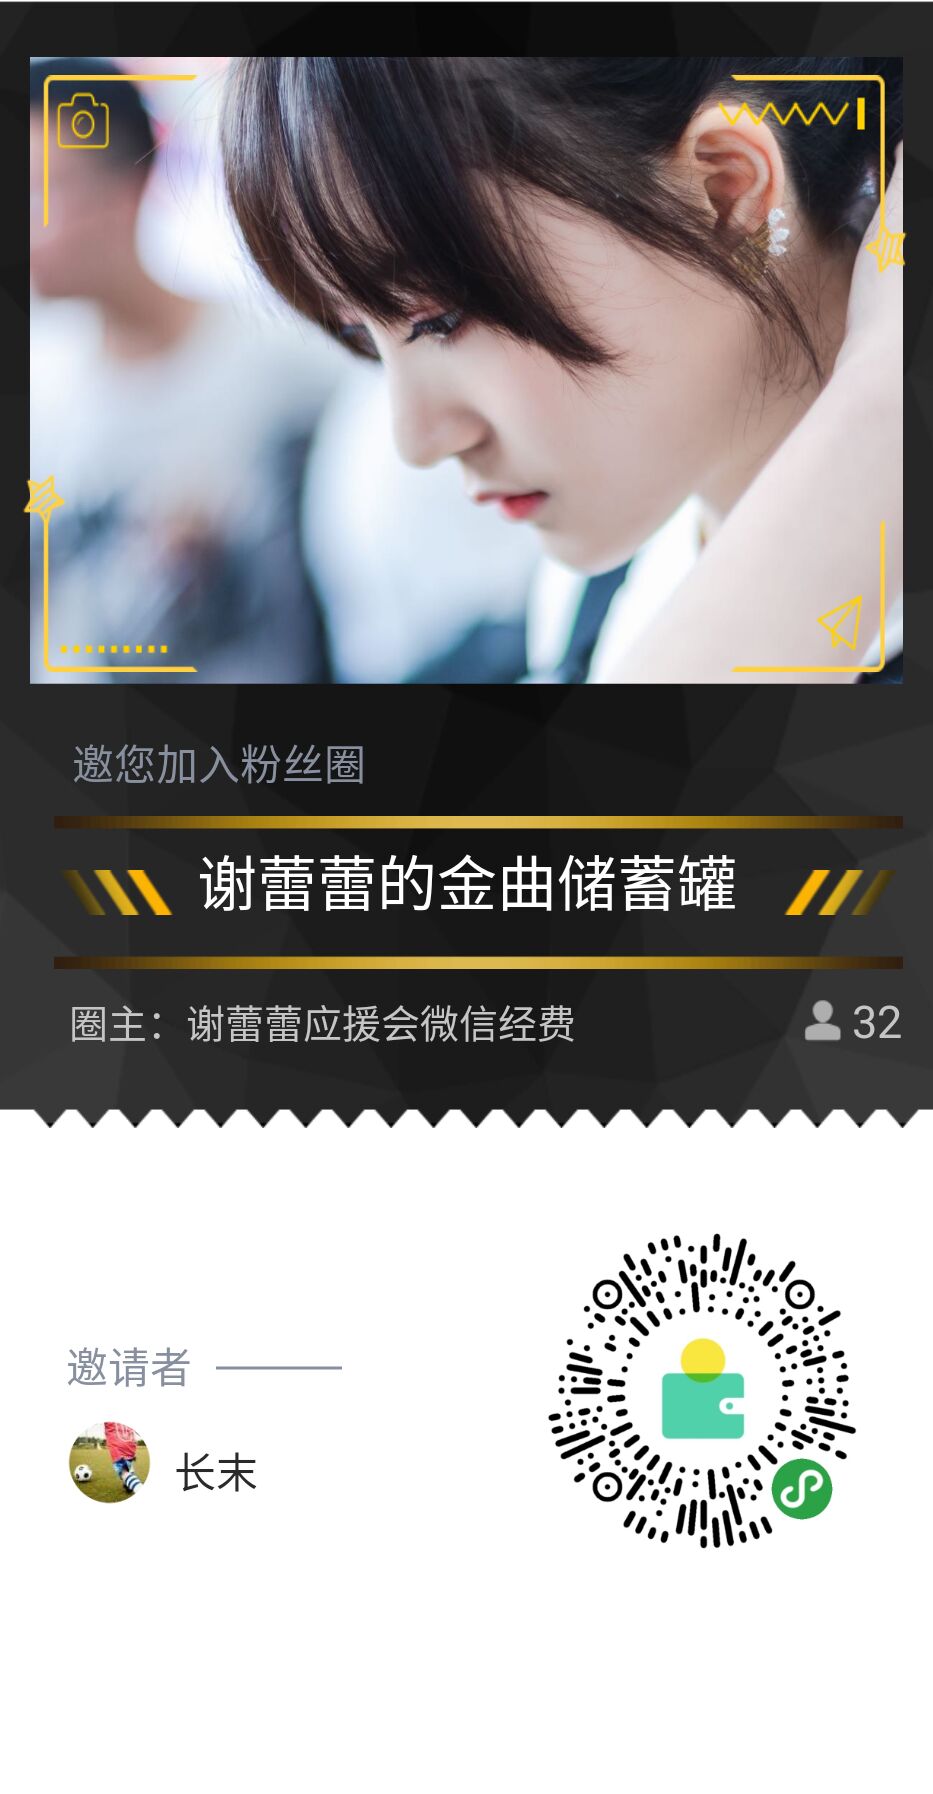 邀您加入粉丝圈
谢蕾蕾的金曲储蓄罐
圈主：谢蕾蕾应援会微信经费
32
邀请者
长末